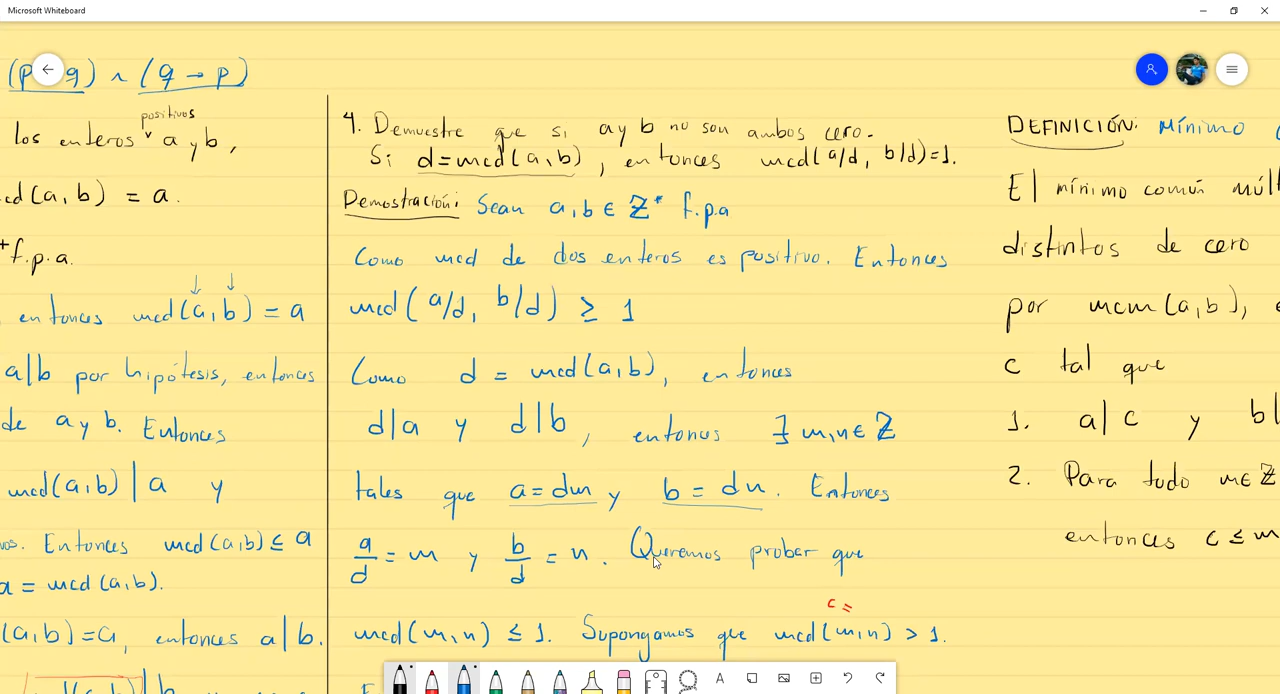 Microsoft Whiteboard
(p q) ∧ (q → p)
positivos
los enteros a y b,
cd(a,b) = a.
+ f.p.a.
entonces mcd(a,b) = a
a|b por hipótesis, entonces
de a y b. Entonces
mcd(a,b) | a y
Entonces mcd(a,b) ≤ a
a = mcd(a,b).
(a,b)=a, entonces a|b.
4. Demuestre que si a y b no son ambos cero.
Si d=mcd(a,b), entonces mcd(a/d, b/d)=1.
Demostración: Sean a,b ∈ Z* f.p.a
Como mcd de dos enteros es positivo. Entonces
mcd(a/d, b/d) ≥ 1
Como d = mcd(a,b), entonces
d|a y d|b, entonces ∃ m,n ∈ Z
tales que a=dm y b=dn. Entonces
a/d = m y b/d = n. Queremos probar que
c =
mcd(m,n) ≤ 1. Supongamos que mcd(m,n) > 1.
DEFINICIÓN: Mínimo
El mínimo común múl
distintos de cero
por mcm(a,b),
c tal que
1. a|c y b|
2. Para todo m∈Z
entonces c ≤ m
A